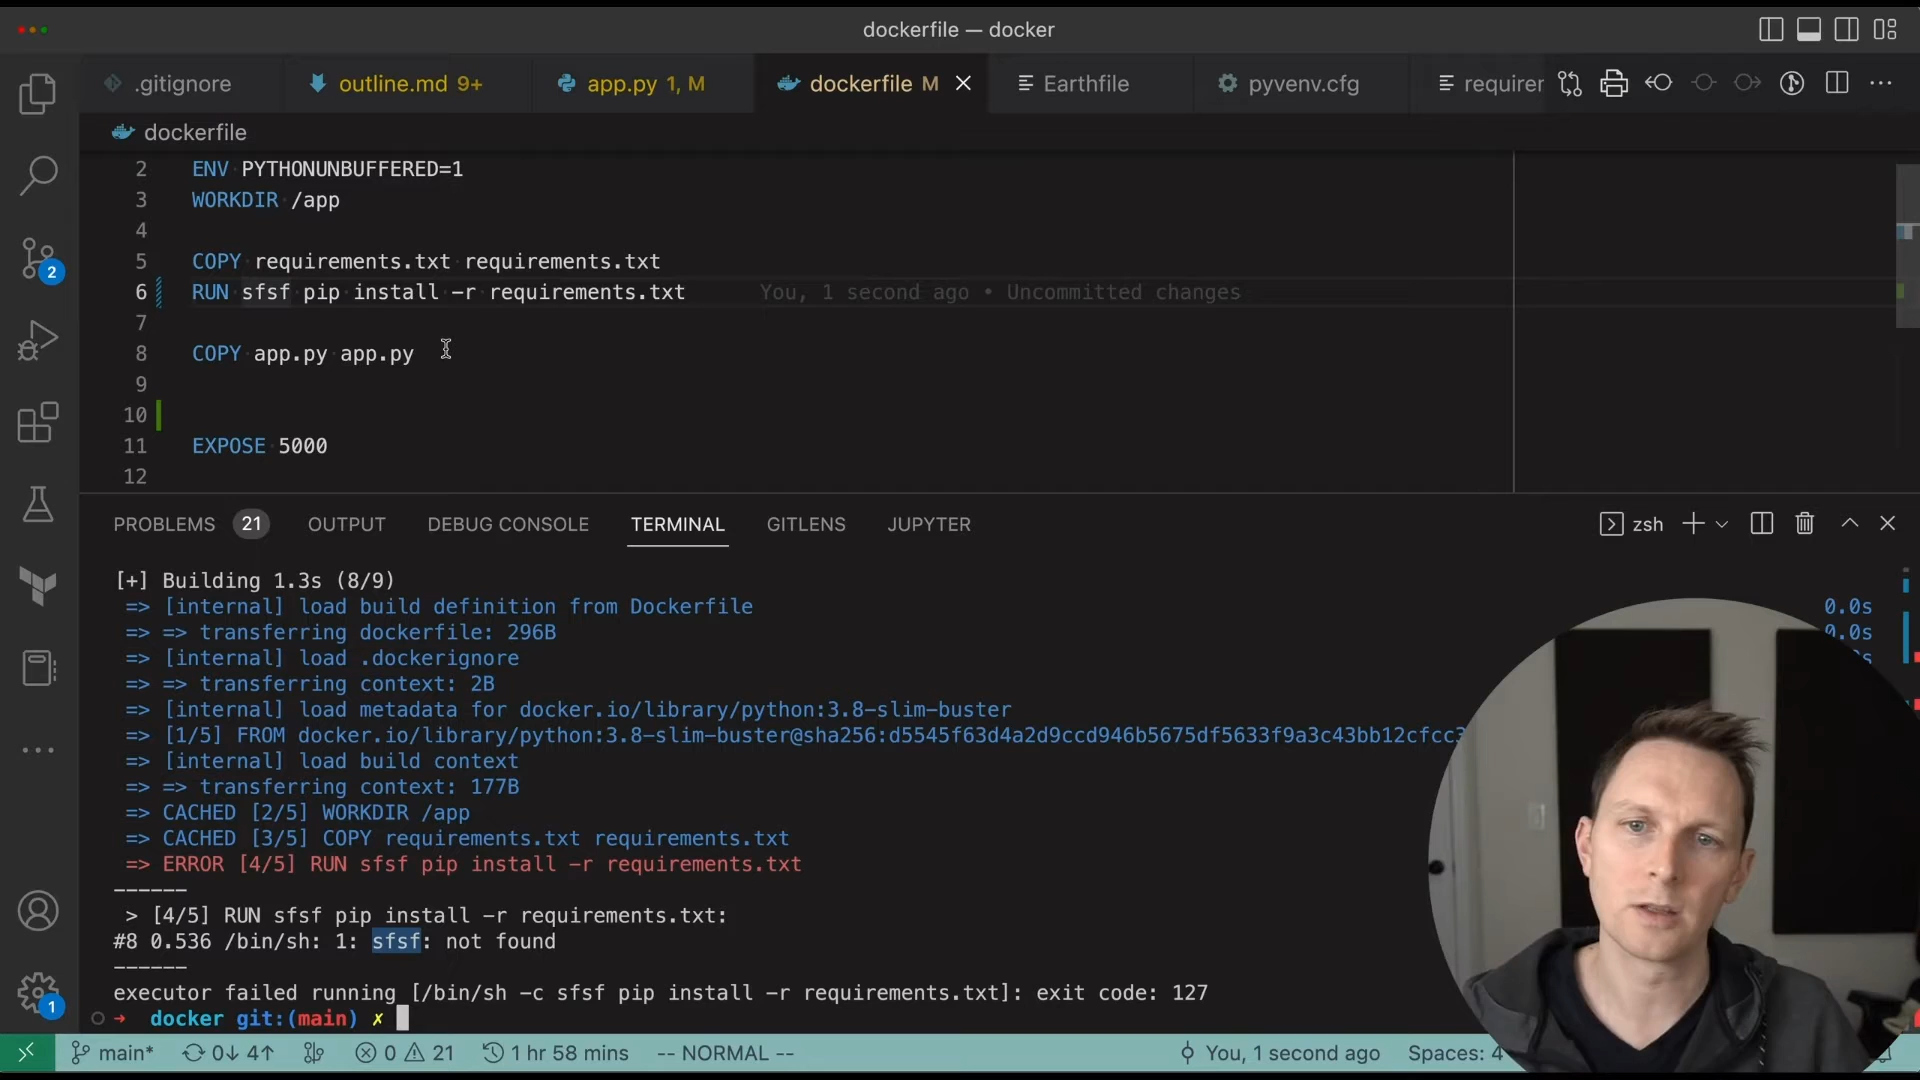 dockerfile — docker
.gitignore
outline.md 9+
app.py 1, M
dockerfile M
Earthfile
pyvenv.cfg
requirer
dockerfile
2 ENV PYTHONUNBUFFERED=1
3 WORKDIR /app
4
5 COPY requirements.txt requirements.txt
6 RUN sfsf pip install -r requirements.txt You, 1 second ago • Uncommitted changes
7
8 COPY app.py app.py
9
10
11 EXPOSE 5000
12
2
PROBLEMS 21 OUTPUT DEBUG CONSOLE TERMINAL GITLENS JUPYTER
zsh
[+] Building 1.3s (8/9)
=> [internal] load build definition from Dockerfile 0.0s
=> => transferring dockerfile: 296B 0.0s
=> [internal] load .dockerignore
=> => transferring context: 2B
=> [internal] load metadata for docker.io/library/python:3.8-slim-buster
=> [1/5] FROM docker.io/library/python:3.8-slim-buster@sha256:d5545f63d4a2d9ccd946b5675df5633f9a3c43bb12cfcc3
=> [internal] load build context
=> => transferring context: 177B
=> CACHED [2/5] WORKDIR /app
=> CACHED [3/5] COPY requirements.txt requirements.txt
=> ERROR [4/5] RUN sfsf pip install -r requirements.txt
------
> [4/5] RUN sfsf pip install -r requirements.txt:
#8 0.536 /bin/sh: 1: sfsf: not found
------
executor failed running [/bin/sh -c sfsf pip install -r requirements.txt]: exit code: 127
➜ docker git:(main) ✗
1
main* 0↓ 4↑ 0 21 1 hr 58 mins -- NORMAL -- You, 1 second ago Spaces: 4